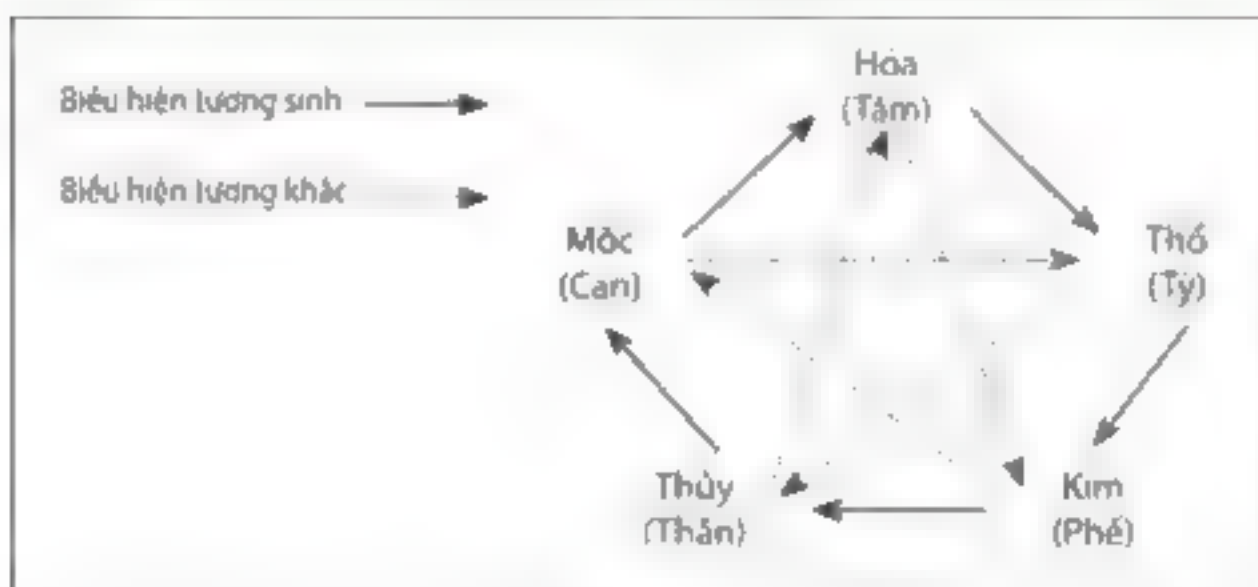 Biểu hiện tương sinh
Biểu hiện tương khắc
Hỏa
(Tâm)
Mộc
(Can)
Thổ
(Tỳ)
Thủy
(Thận)
Kim
(Phế)